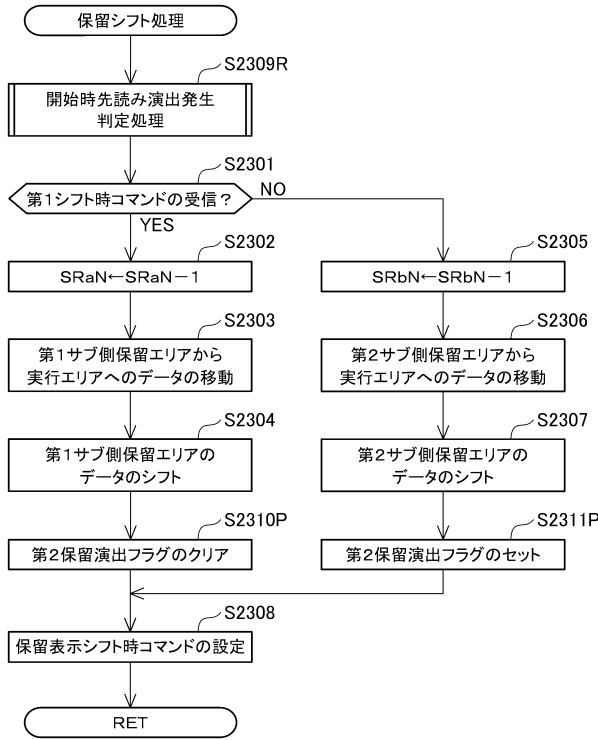 保留シフト処理
S2309R
開始時先読み演出発生
判定処理
S2301
第1シフト時コマンドの受信？
NO
YES
S2302
SRaN←SRaN－1
S2305
SRbN←SRbN－1
S2303
第1サブ側保留エリアから
実行エリアへのデータの移動
S2306
第2サブ側保留エリアから
実行エリアへのデータの移動
S2304
第1サブ側保留エリアの
データのシフト
S2307
第2サブ側保留エリアの
データのシフト
S2310P
第2保留演出フラグのクリア
S2311P
第2保留演出フラグのセット
S2308
保留表示シフト時コマンドの設定
RET